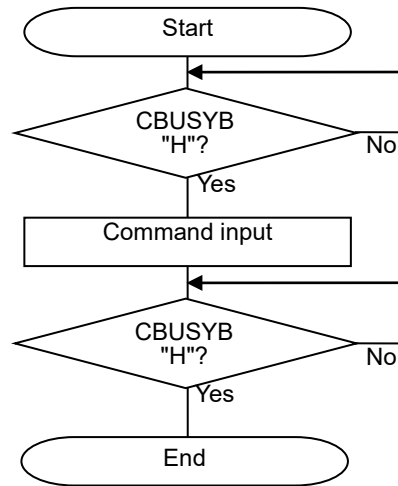 Start
CBUSYB
"H"?
No
Yes
Command input
CBUSYB
"H"?
No
Yes
End